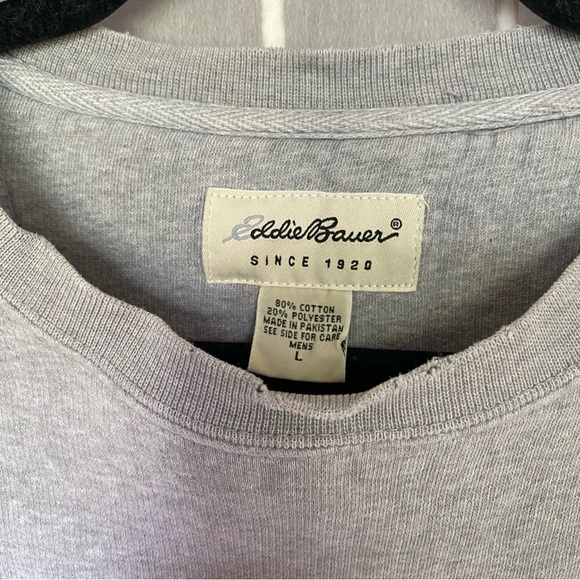 Eddie Bauer®
SINCE 1920
80% COTTON
20% POLYESTER
MADE IN PAKISTAN
SEE SIDE FOR CARE
MENS
L